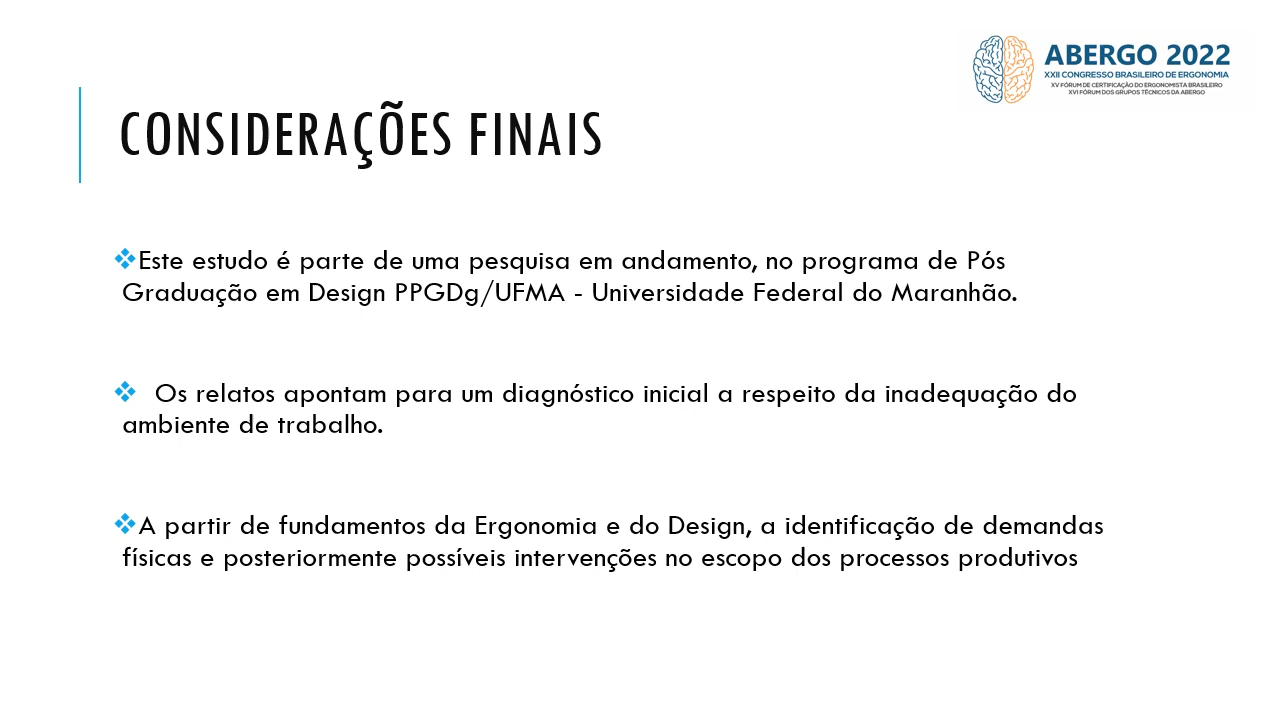 ABERGO 2022
XXII CONGRESSO BRASILEIRO DE ERGONOMIA
XV FÓRUM DE CERTIFICAÇÃO DO ERGONOMISTA BRASILEIRO
XVI FÓRUM DOS GRUPOS TÉCNICOS DA ABERGO
CONSIDERAÇÕES FINAIS
❖Este estudo é parte de uma pesquisa em andamento, no programa de Pós
Graduação em Design PPGDg/UFMA - Universidade Federal do Maranhão.
❖ Os relatos apontam para um diagnóstico inicial a respeito da inadequação do
ambiente de trabalho.
❖A partir de fundamentos da Ergonomia e do Design, a identificação de demandas
físicas e posteriormente possíveis intervenções no escopo dos processos produtivos